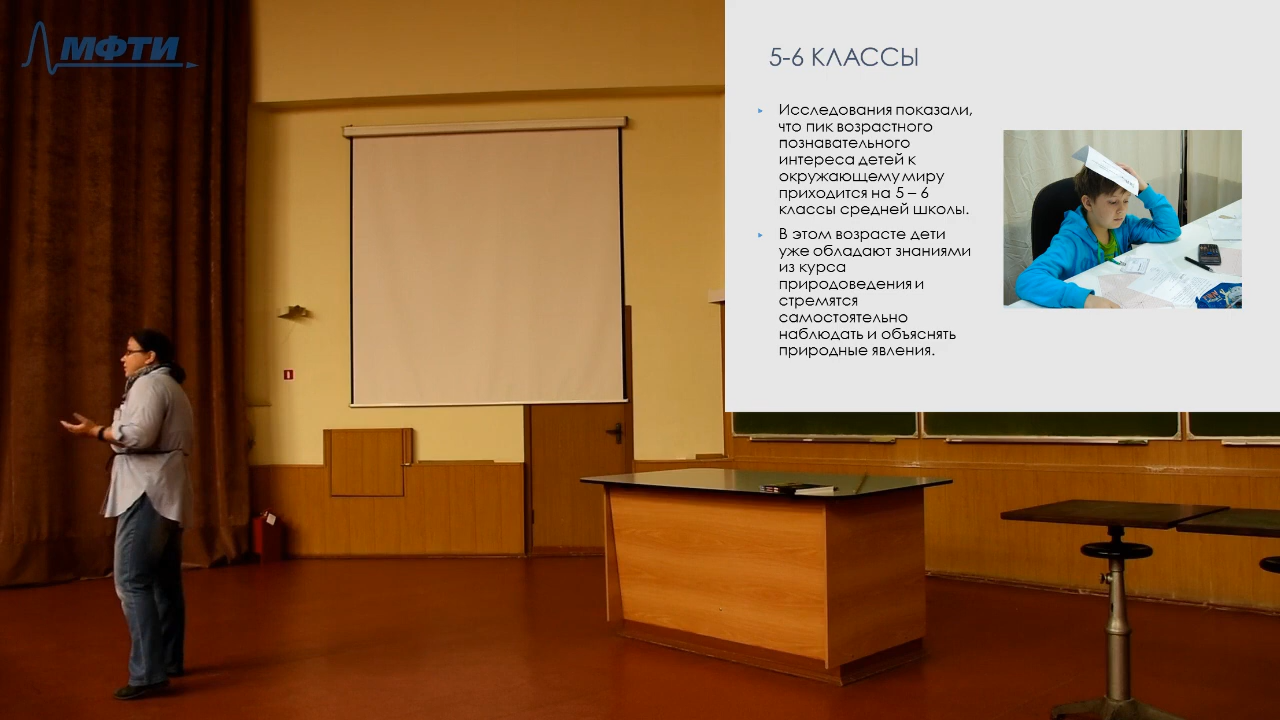 МФТИ
5-6 КЛАССЫ
Исследования показали,
что пик возрастного
познавательного
интереса детей к
окружающему миру
приходится на 5 – 6
классы средней школы.
В этом возрасте дети
уже обладают знаниями
из курса
природоведения и
стремятся
самостоятельно
наблюдать и объяснять
природные явления.